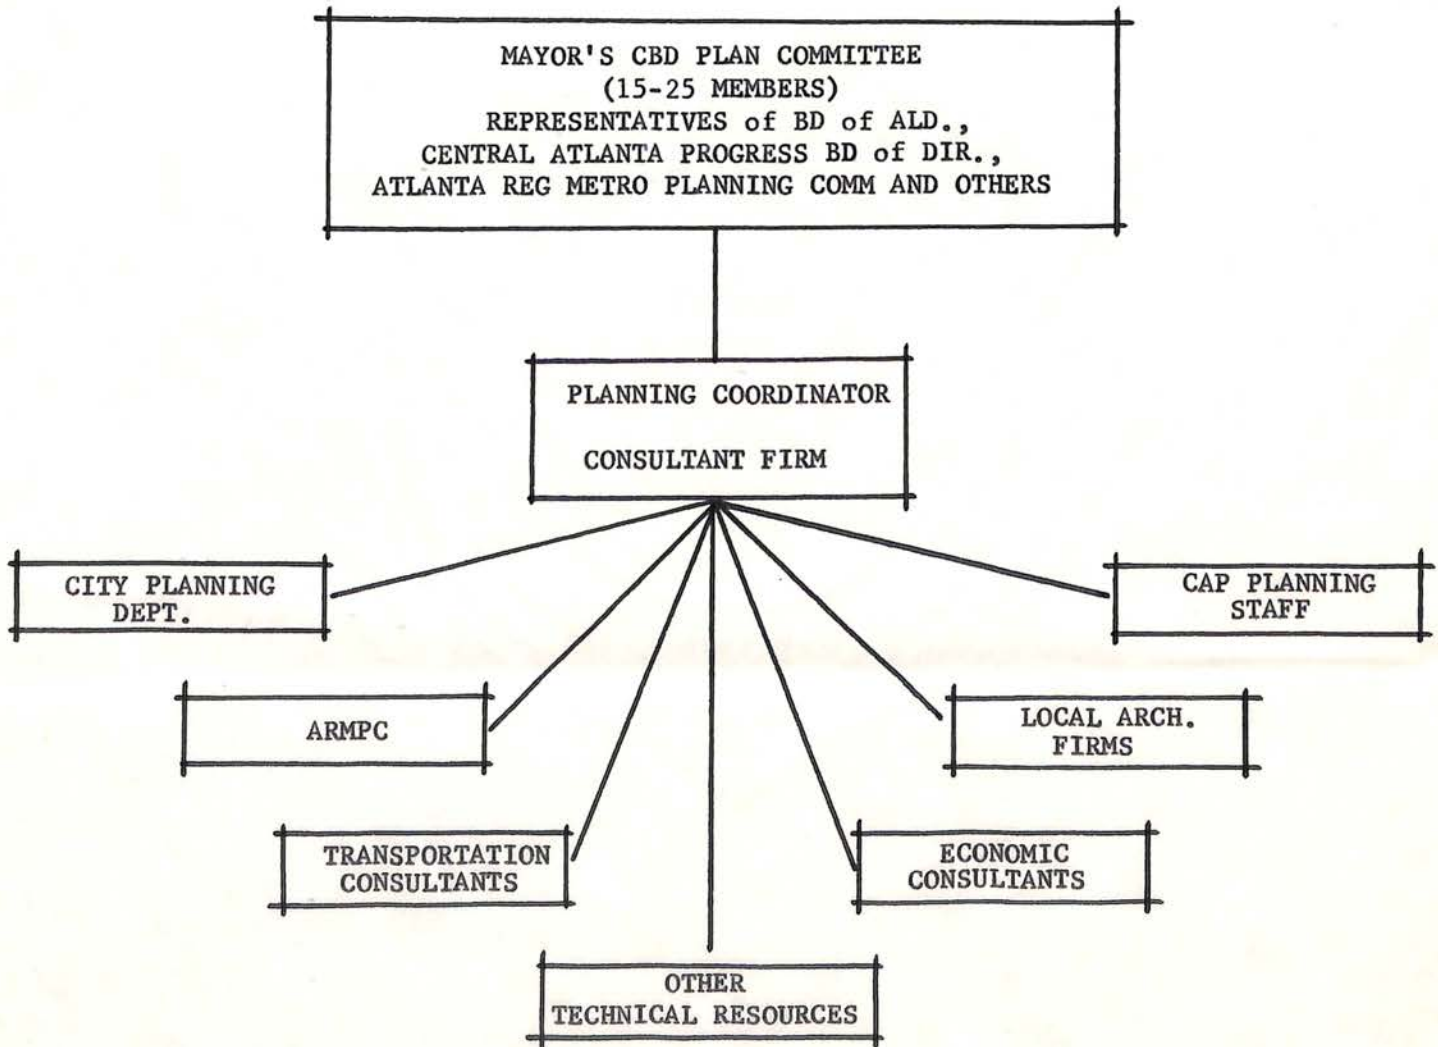 MAYOR'S CBD PLAN COMMITTEE
(15-25 MEMBERS)
REPRESENTATIVES of BD of ALD.,
CENTRAL ATLANTA PROGRESS BD of DIR.,
ATLANTA REG METRO PLANNING COMM AND OTHERS
PLANNING COORDINATOR
CONSULTANT FIRM
CITY PLANNING
DEPT.
CAP PLANNING
STAFF
ARMPC
LOCAL ARCH.
FIRMS
TRANSPORTATION
CONSULTANTS
ECONOMIC
CONSULTANTS
OTHER
TECHNICAL RESOURCES